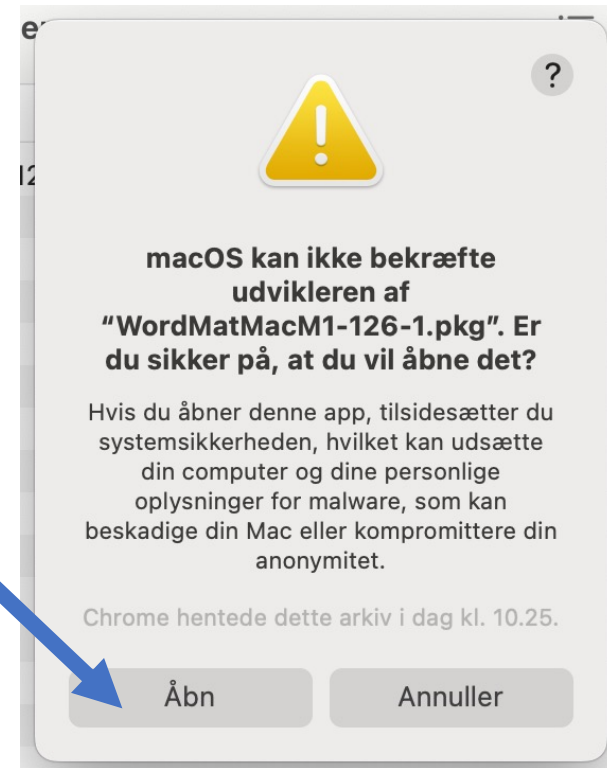 ?
macOS kan ikke bekræfte
udvikleren af
“WordMatMacM1-126-1.pkg”. Er
du sikker på, at du vil åbne det?
Hvis du åbner denne app, tilsidesætter du
systemsikkerheden, hvilket kan udsætte
din computer og dine personlige
oplysninger for malware, som kan
beskadige din Mac eller kompromittere din
anonymitet.
Chrome hentede dette arkiv i dag kl. 10.25.
Åbn
Annuller